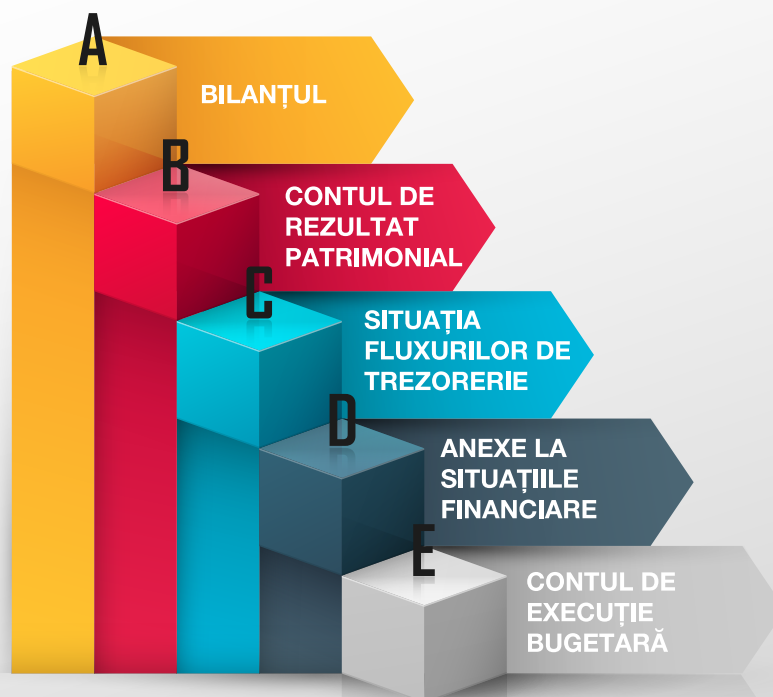 A
BILANȚUL
B
CONTUL DE
REZULTAT
PATRIMONIAL
C
SITUAȚIA
FLUXURILOR DE
TREZORERIE
D
ANEXE LA
SITUAȚIILE
FINANCIARE
E
CONTUL DE
EXECUȚIE
BUGETARĂ